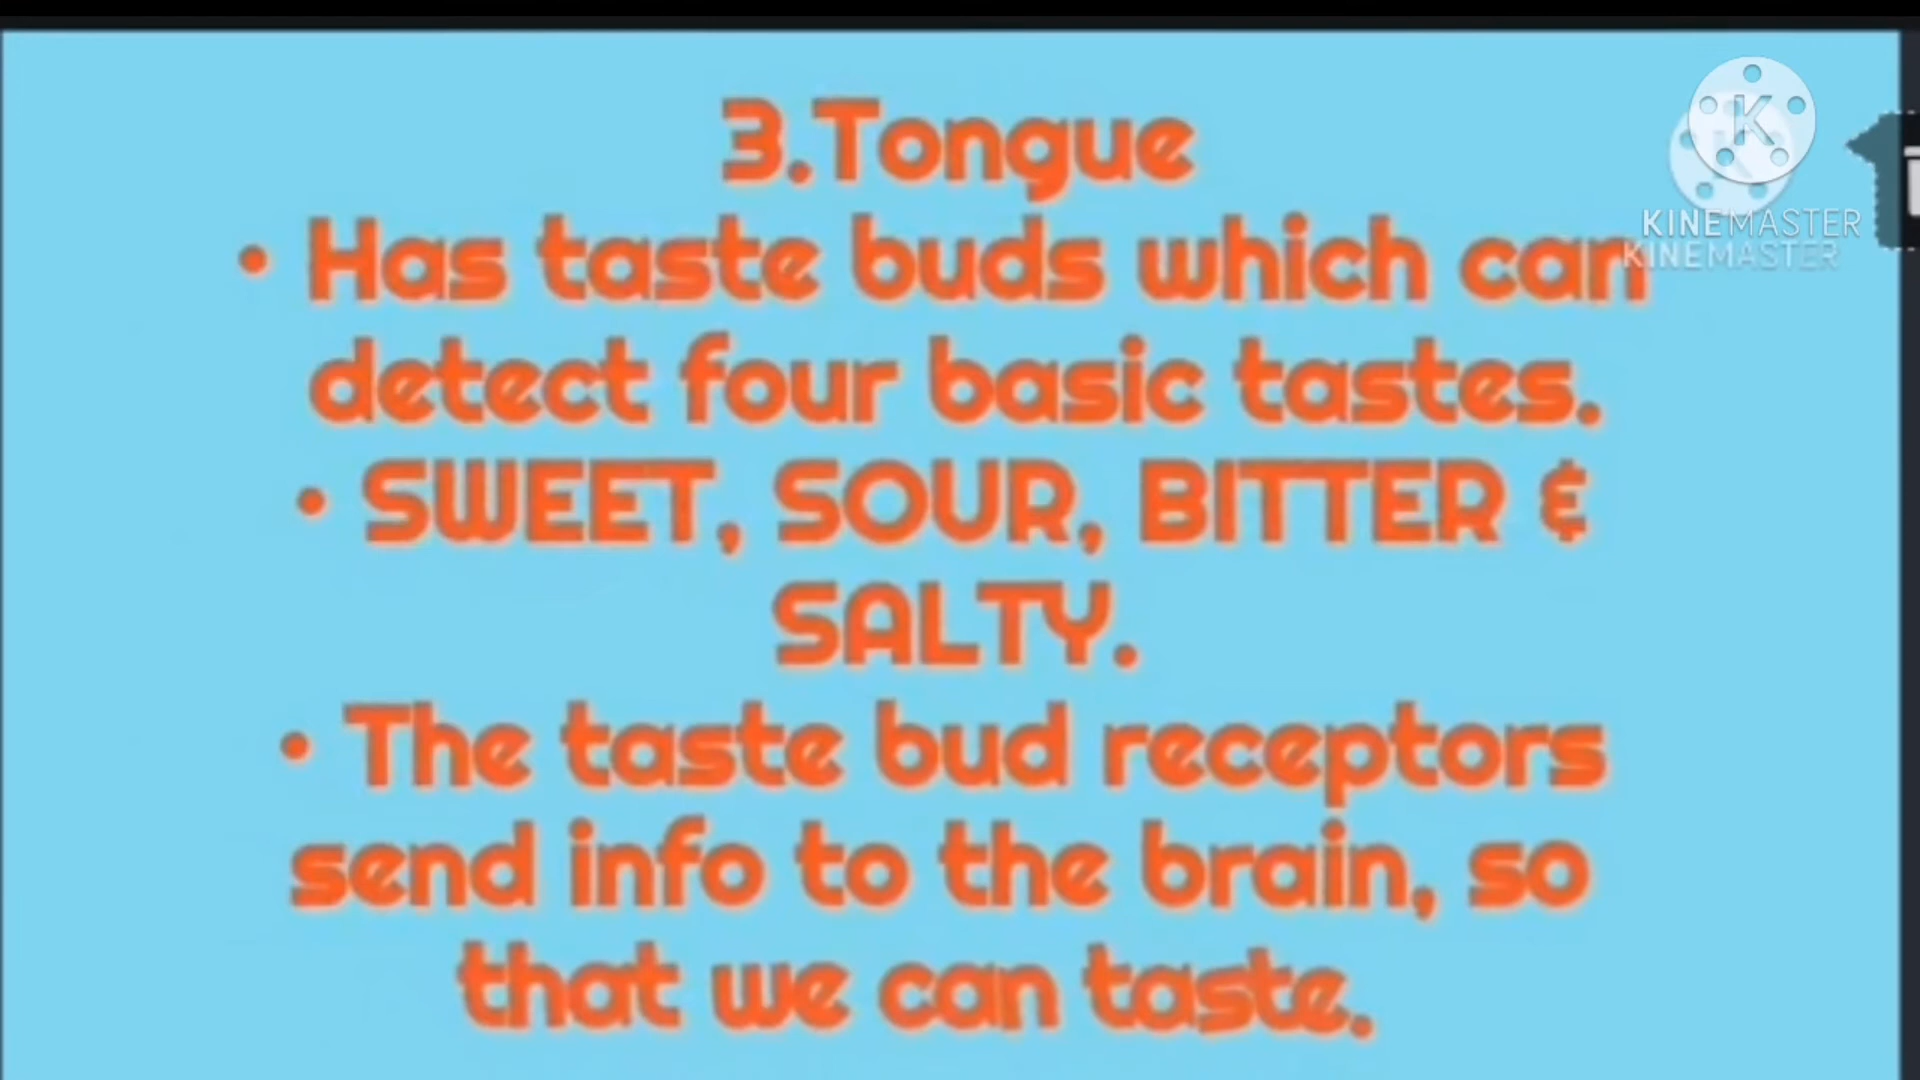 3.Tongue
• Has taste buds which can
detect four basic tastes.
• SWEET, SOUR, BITTER &
SALTY.
• The taste bud receptors
send info to the brain, so
that we can taste.
K
KINEMASTER
KINEMASTER